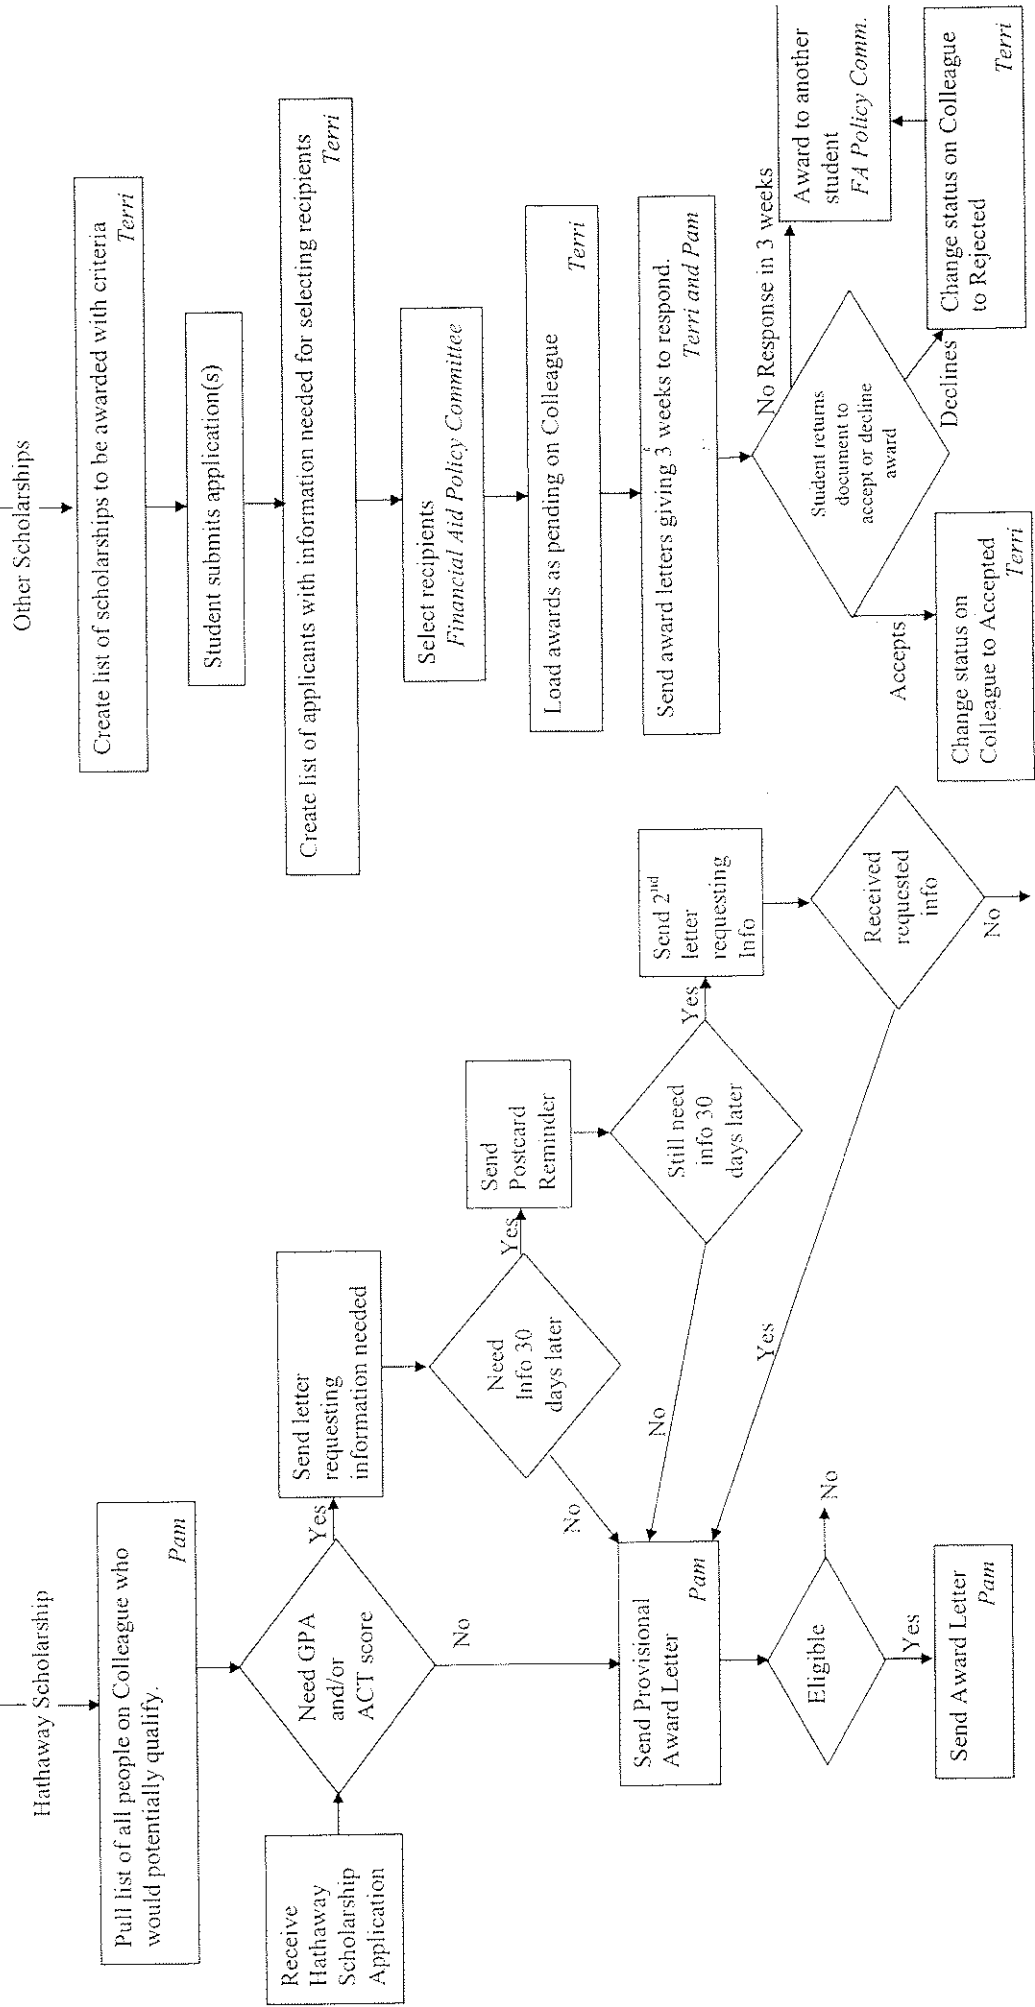 Hathaway Scholarship
Pull list of all people on Colleague who
would potentially qualify.
Pam
Receive
Hathaway
Scholarship
Application
Need GPA
and/or
ACT score
Yes
No
Send letter
requesting
information needed
Need
Info 30
days later
Yes
No
Send
Postcard
Reminder
Still need
info 30
days later
Yes
No
Send 2nd
letter
requesting
Info
Received
requested
info
Yes
No
Send Provisional
Award Letter
Pam
Eligible
No
Yes
Send Award Letter
Pam
Other Scholarships
Create list of scholarships to be awarded with criteria
Terri
Student submits application(s)
Create list of applicants with information needed for selecting recipients
Terri
Select recipients
Financial Aid Policy Committee
Load awards as pending on Colleague
Terri
Send award letters giving 3 weeks to respond.
Terri and Pam
Student returns
document to
accept or decline
award
No Response in 3 weeks
Declines
Accepts
Award to another
student
FA Policy Comm.
Change status on Colleague
to Rejected
Terri
Change status on
Colleague to Accepted
Terri